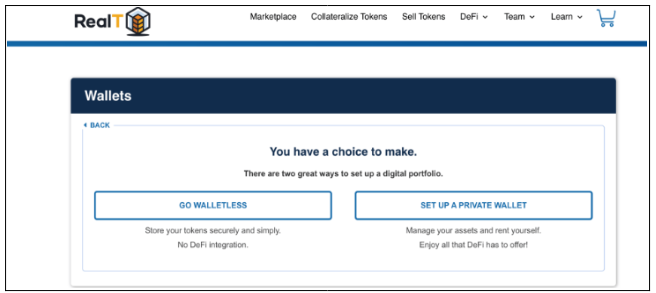 RealT
Marketplace Collateralize Tokens Sell Tokens DeFi Team Learn
Wallets
BACK
You have a choice to make.
There are two great ways to set up a digital portfolio.
GO WALLETLESS
Store your tokens securely and simply.
No DeFi integration.
SET UP A PRIVATE WALLET
Manage your assets and rent yourself.
Enjoy all that DeFi has to offer!